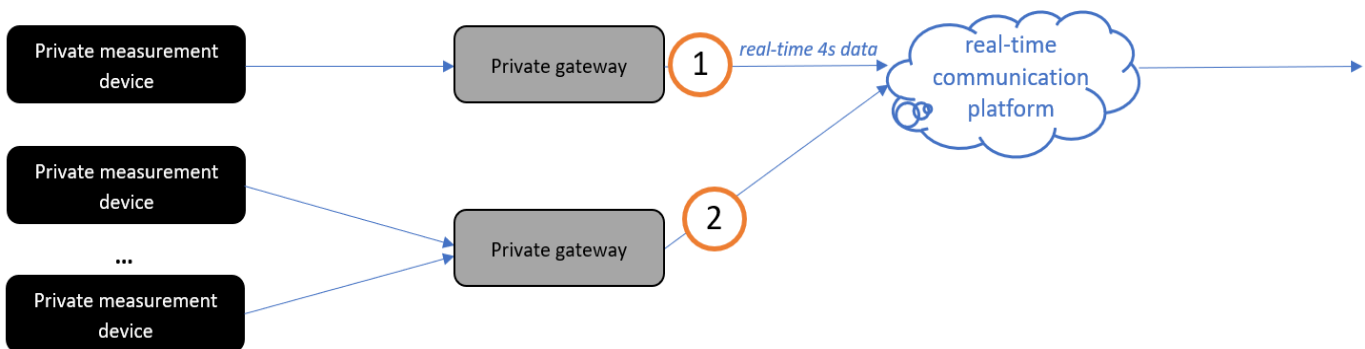 Private measurement
device
Private gateway
1
real-time 4s data
real-time
communication
platform
Private measurement
device
...
Private measurement
device
Private gateway
2